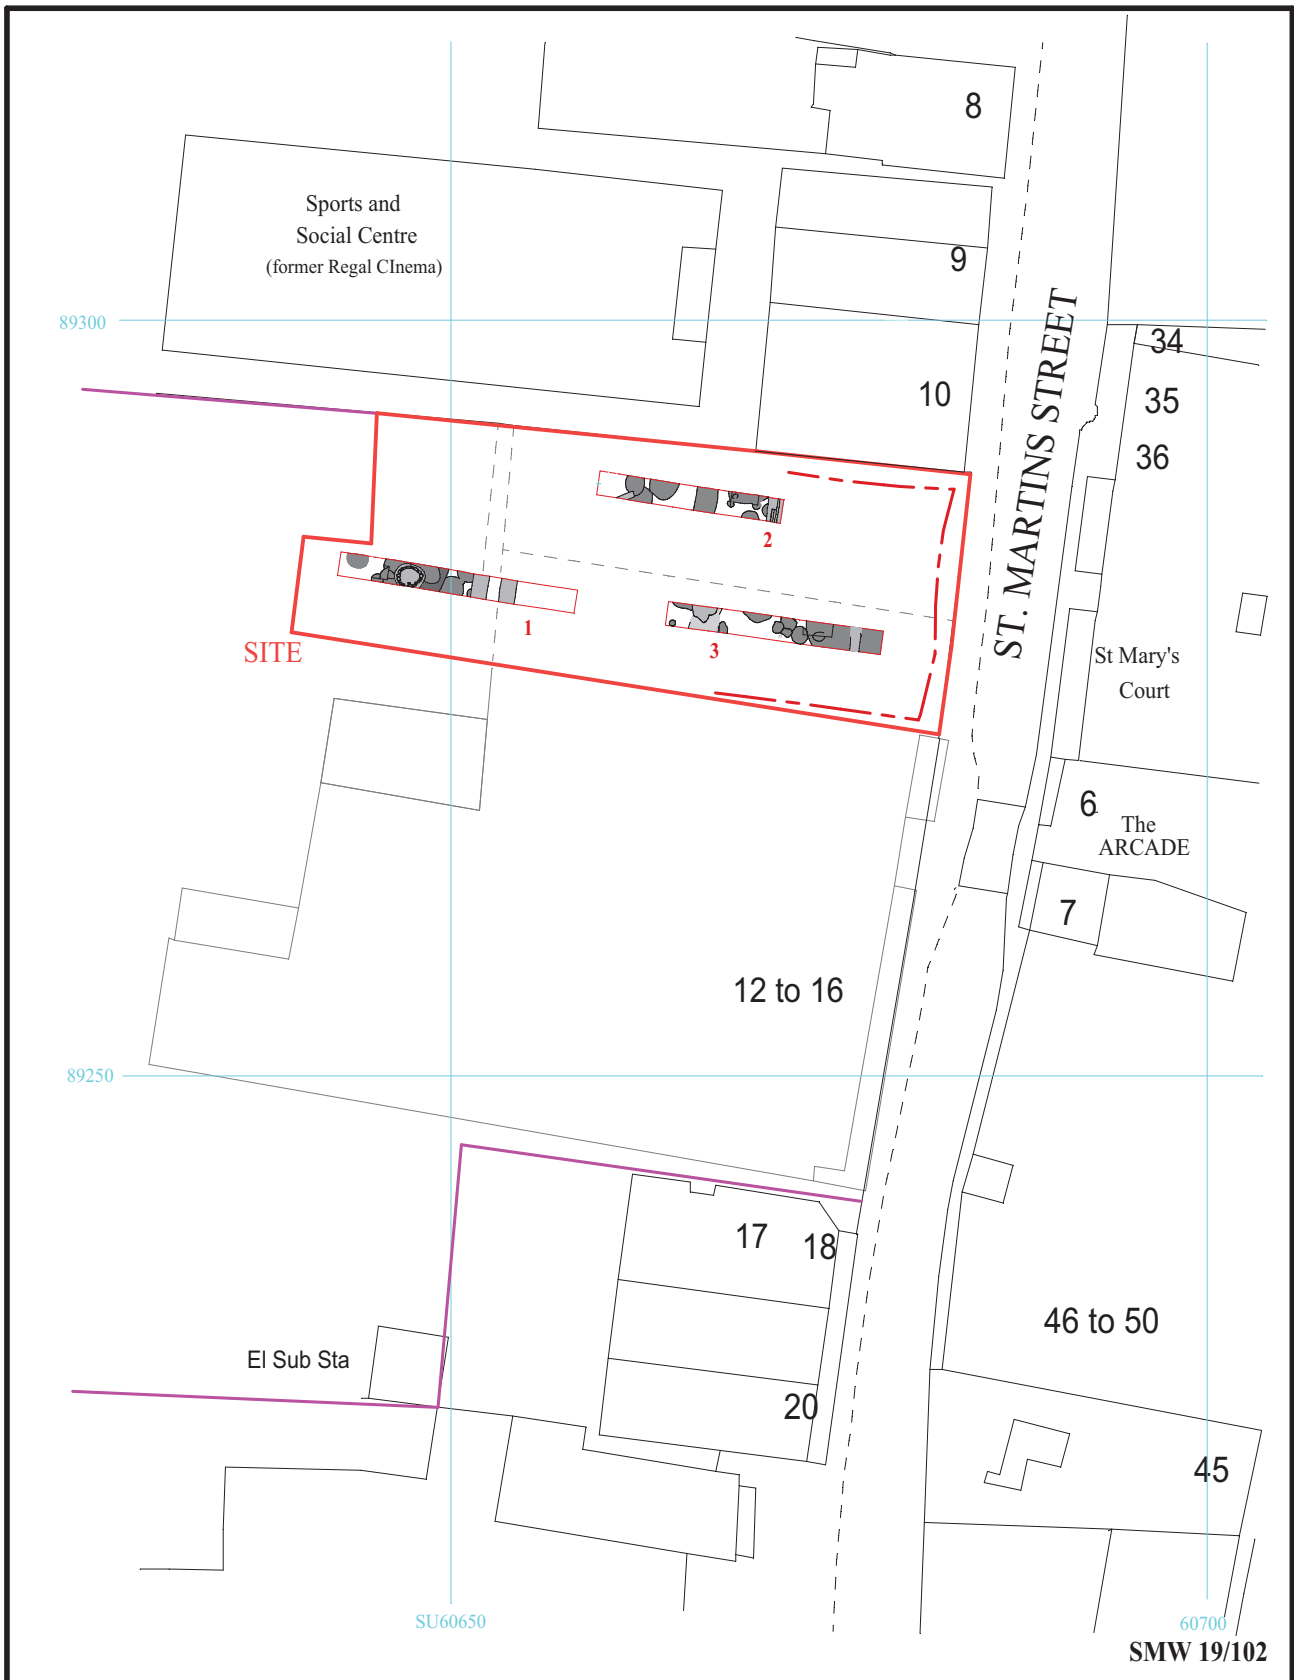 8
Sports and
Social Centre
(former Regal CInema)
9
89300
34
10
35
36
ST. MARTINS STREET
2
1
3
SITE
St Mary's
Court
6
The
ARCADE
7
12 to 16
89250
17
18
46 to 50
El Sub Sta
20
45
SU60650
60700
SMW 19/102